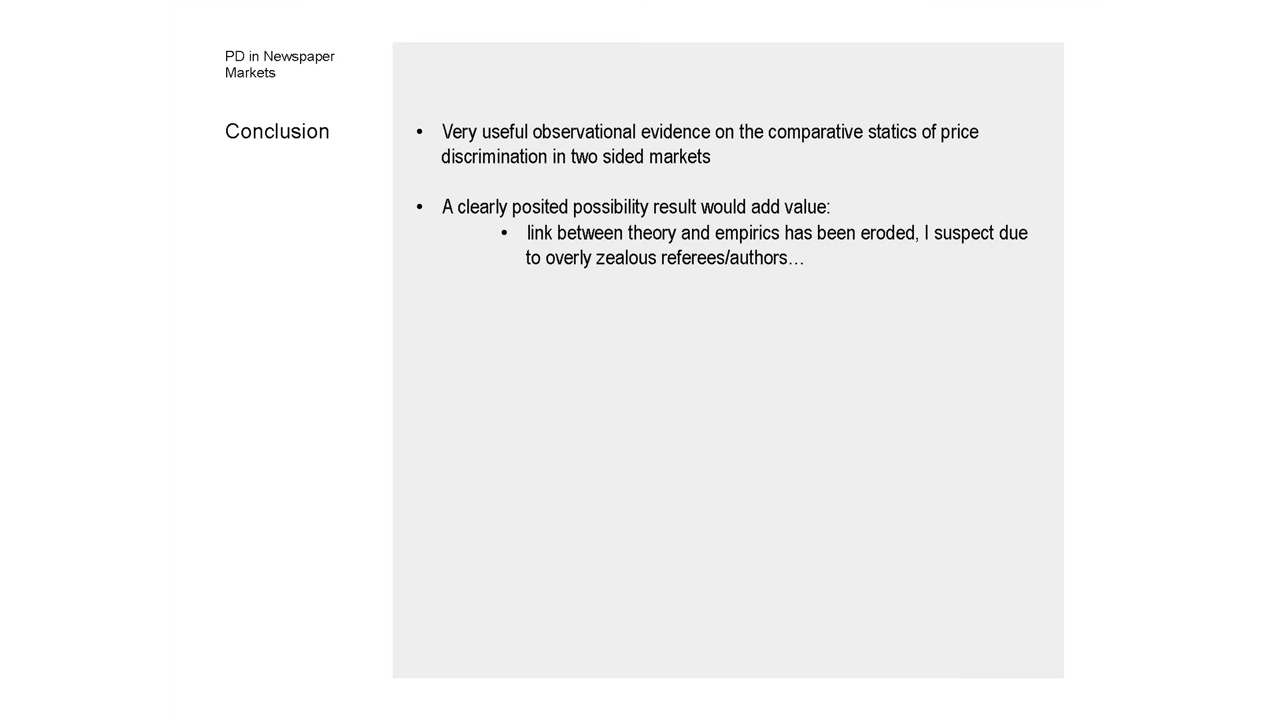 PD in Newspaper
Markets
Conclusion
• Very useful observational evidence on the comparative statics of price
discrimination in two sided markets
• A clearly posited possibility result would add value:
• link between theory and empirics has been eroded, I suspect due
to overly zealous referees/authors…